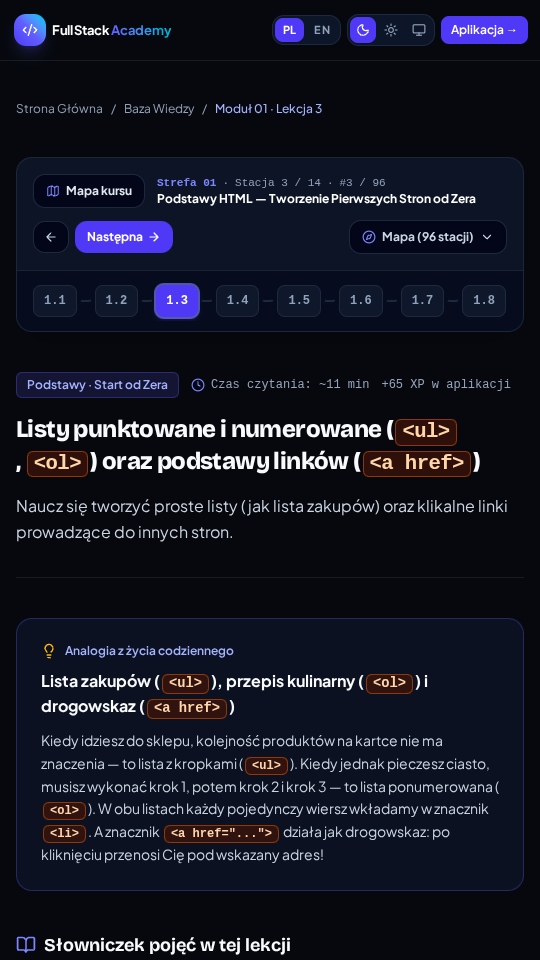 FullStack Academy
PL EN
Aplikacja →
Strona Główna / Baza Wiedzy / Moduł 01 · Lekcja 3
Mapa kursu
Strefa 01 · Stacja 3 / 14 · #3 / 96
Podstawy HTML — Tworzenie Pierwszych Stron od Zera
← Następna →
Mapa (96 stacji)
1.1 1.2 1.3 1.4 1.5 1.6 1.7 1.8
Podstawy · Start od Zera
Czas czytania: ~11 min +65 XP w aplikacji
Listy punktowane i numerowane (<ul>
, <ol>) oraz podstawy linków (<a href>)
Naucz się tworzyć proste listy (jak lista zakupów) oraz klikalne linki
prowadzące do innych stron.
Analogia z życia codziennego
Lista zakupów (<ul>), przepis kulinarny (<ol>) i
drogowskaz (<a href>)
Kiedy idziesz do sklepu, kolejność produktów na kartce nie ma
znaczenia — to lista z kropkami (<ul>). Kiedy jednak pieczesz ciasto,
musisz wykonać krok 1, potem krok 2 i krok 3 — to lista ponumerowana (
<ol>). W obu listach każdy pojedynczy wiersz wkładamy w znacznik
<li>. A znacznik <a href="..."> działa jak drogowskaz: po
kliknięciu przenosi Cię pod wskazany adres!
Słowniczek pojęć w tej lekcji